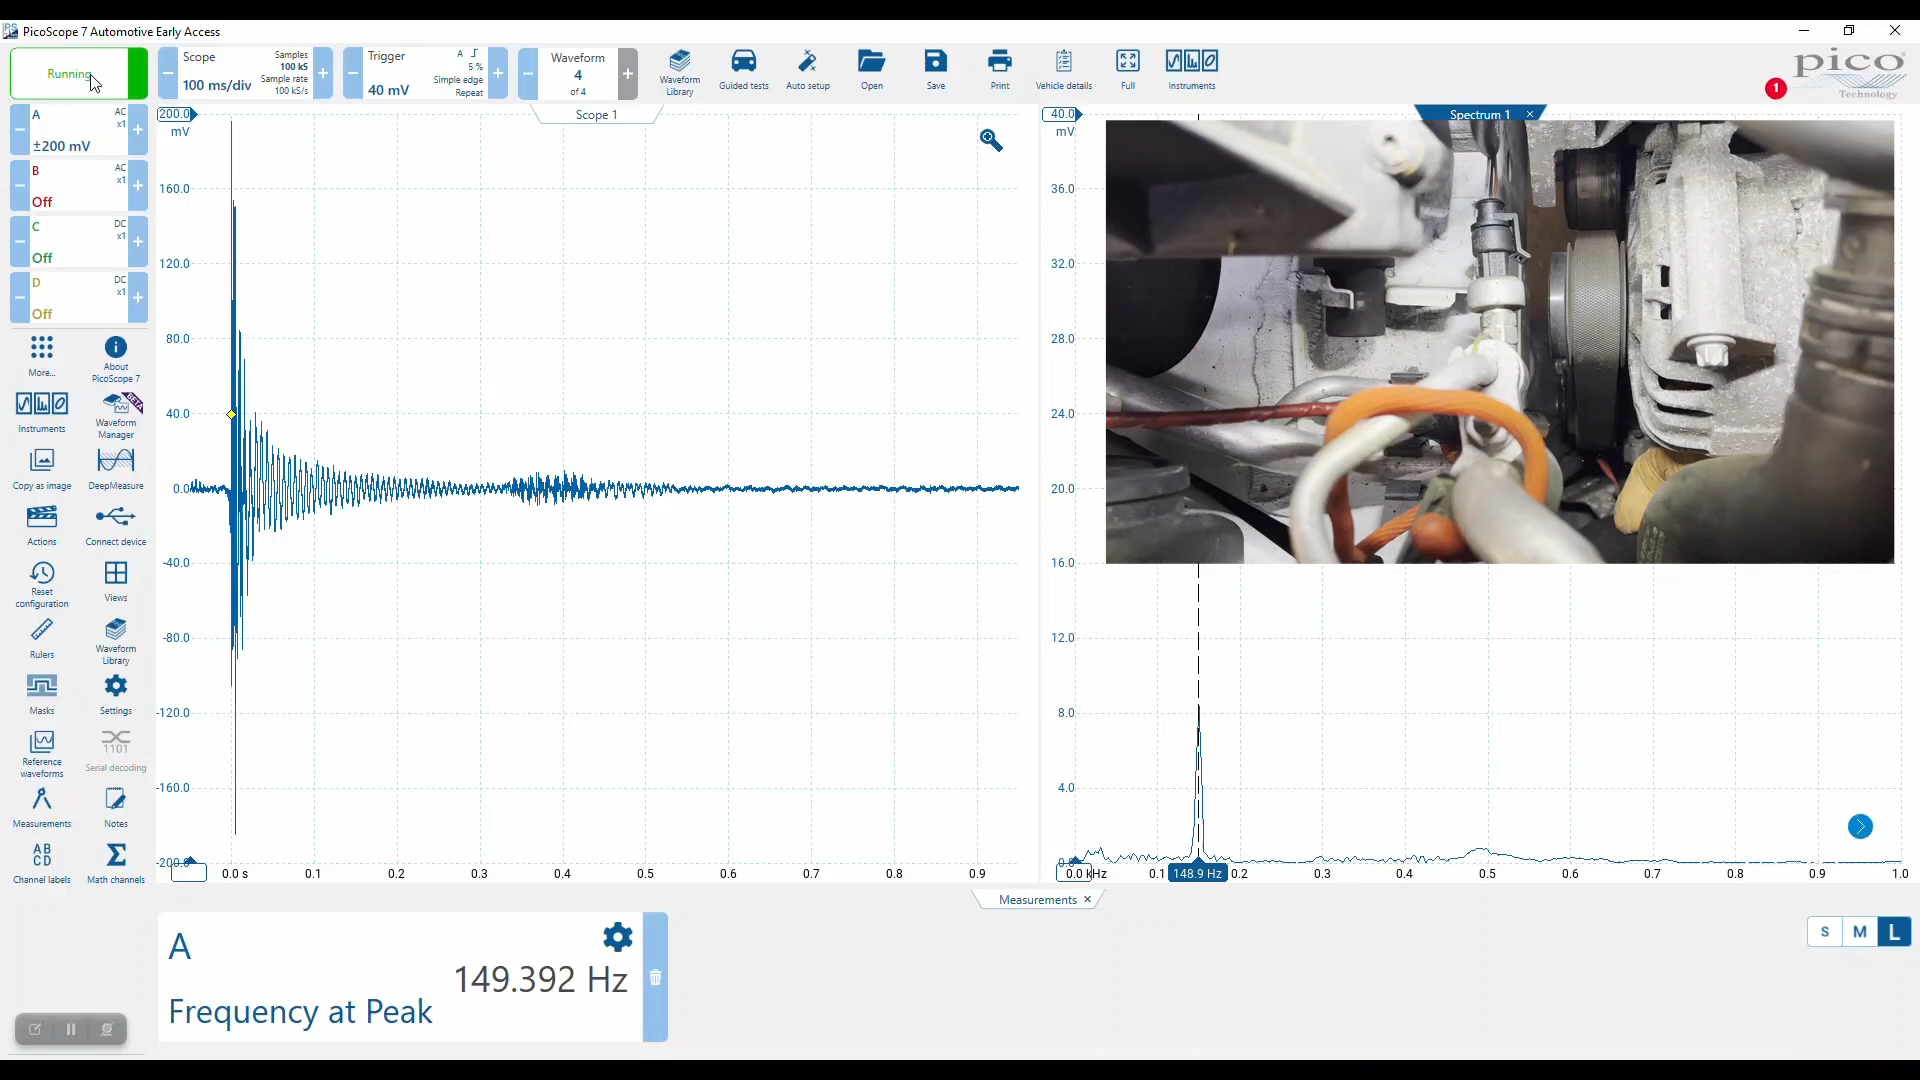 PicoScope 7 Automotive Early Access
Running
Scope
100 ms/div
Samples
100 kS
Sample rate
100 kS/s
Trigger
40 mV
A
5 %
Simple edge
Repeat
Waveform
4
of 4
Waveform
Library
Guided tests
Auto setup
Open
Save
Print
Vehicle details
Full
Instruments
1
pico
Technology
A
AC
x1
±200 mV
B
AC
x1
Off
C
DC
x1
Off
D
DC
x1
Off
More...
About
PicoScope 7
Instruments
Waveform
Manager
BETA
Copy as image
DeepMeasure
Actions
Connect device
Reset
configuration
Views
Rulers
Waveform
Library
Masks
Settings
Reference
waveforms
1101
Serial decoding
Measurements
Notes
AB
CD
Channel labels
Math channels
Scope 1
200.0
mV
160.0
120.0
80.0
40.0
0.0
-40.0
-80.0
-120.0
-160.0
-200.0
0.0 s
0.1
0.2
0.3
0.4
0.5
0.6
0.7
0.8
0.9
Spectrum 1 ×
40.0
mV
36.0
32.0
28.0
24.0
20.0
16.0
12.0
8.0
4.0
0.0
0.0 kHz
0.1
148.9 Hz
0.2
0.3
0.4
0.5
0.6
0.7
0.8
0.9
1.0
Measurements ×
A
149.392 Hz
Frequency at Peak
S
M
L